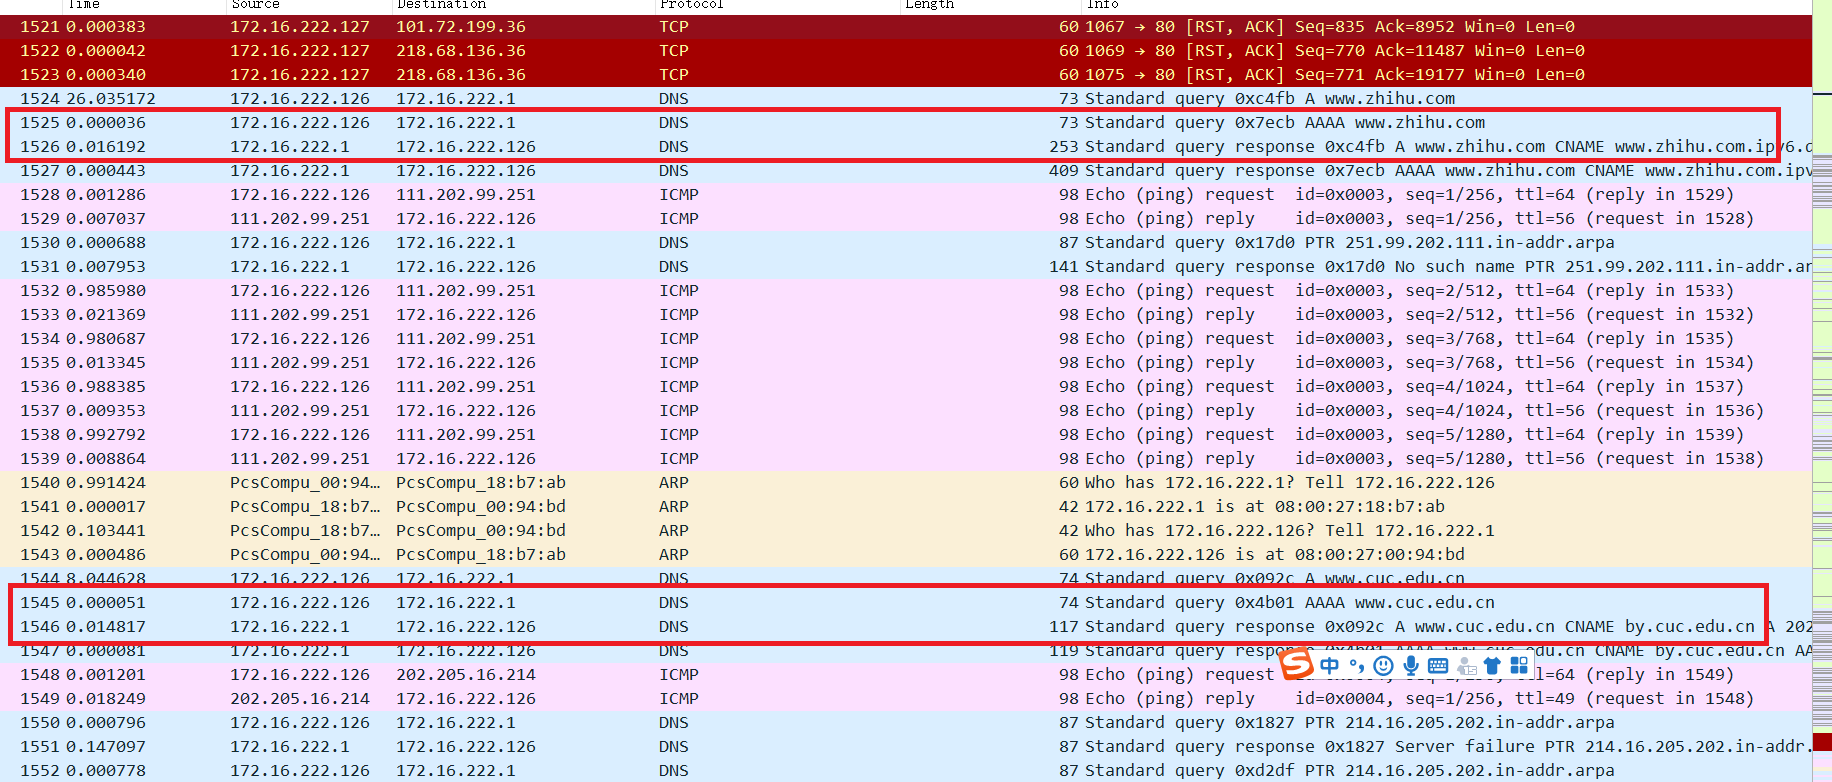 Time Source Destination Protocol Length Info
1521 0.000383 172.16.222.127 101.72.199.36 TCP 60 1067 → 80 [RST, ACK] Seq=835 Ack=8952 Win=0 Len=0
1522 0.000042 172.16.222.127 218.68.136.36 TCP 60 1069 → 80 [RST, ACK] Seq=770 Ack=11487 Win=0 Len=0
1523 0.000340 172.16.222.127 218.68.136.36 TCP 60 1075 → 80 [RST, ACK] Seq=771 Ack=19177 Win=0 Len=0
1524 26.035172 172.16.222.126 172.16.222.1 DNS 73 Standard query 0xc4fb A www.zhihu.com
1525 0.000036 172.16.222.126 172.16.222.1 DNS 73 Standard query 0x7ecb AAAA www.zhihu.com
1526 0.016192 172.16.222.1 172.16.222.126 DNS 253 Standard query response 0xc4fb A www.zhihu.com CNAME www.zhihu.com.ipv6.d
1527 0.000443 172.16.222.1 172.16.222.126 DNS 409 Standard query response 0x7ecb AAAA www.zhihu.com CNAME www.zhihu.com.ipv
1528 0.001286 172.16.222.126 111.202.99.251 ICMP 98 Echo (ping) request id=0x0003, seq=1/256, ttl=64 (reply in 1529)
1529 0.007037 111.202.99.251 172.16.222.126 ICMP 98 Echo (ping) reply id=0x0003, seq=1/256, ttl=56 (request in 1528)
1530 0.000688 172.16.222.126 172.16.222.1 DNS 87 Standard query 0x17d0 PTR 251.99.202.111.in-addr.arpa
1531 0.007953 172.16.222.1 172.16.222.126 DNS 141 Standard query response 0x17d0 No such name PTR 251.99.202.111.in-addr.ar
1532 0.985980 172.16.222.126 111.202.99.251 ICMP 98 Echo (ping) request id=0x0003, seq=2/512, ttl=64 (reply in 1533)
1533 0.021369 111.202.99.251 172.16.222.126 ICMP 98 Echo (ping) reply id=0x0003, seq=2/512, ttl=56 (request in 1532)
1534 0.980687 172.16.222.126 111.202.99.251 ICMP 98 Echo (ping) request id=0x0003, seq=3/768, ttl=64 (reply in 1535)
1535 0.013345 111.202.99.251 172.16.222.126 ICMP 98 Echo (ping) reply id=0x0003, seq=3/768, ttl=56 (request in 1534)
1536 0.988385 172.16.222.126 111.202.99.251 ICMP 98 Echo (ping) request id=0x0003, seq=4/1024, ttl=64 (reply in 1537)
1537 0.009353 111.202.99.251 172.16.222.126 ICMP 98 Echo (ping) reply id=0x0003, seq=4/1024, ttl=56 (request in 1536)
1538 0.992792 172.16.222.126 111.202.99.251 ICMP 98 Echo (ping) request id=0x0003, seq=5/1280, ttl=64 (reply in 1539)
1539 0.008864 111.202.99.251 172.16.222.126 ICMP 98 Echo (ping) reply id=0x0003, seq=5/1280, ttl=56 (request in 1538)
1540 0.991424 PcsCompu_00:94… PcsCompu_18:b7:ab ARP 60 Who has 172.16.222.1? Tell 172.16.222.126
1541 0.000017 PcsCompu_18:b7… PcsCompu_00:94:bd ARP 42 172.16.222.1 is at 08:00:27:18:b7:ab
1542 0.103441 PcsCompu_18:b7… PcsCompu_00:94:bd ARP 42 Who has 172.16.222.126? Tell 172.16.222.1
1543 0.000486 PcsCompu_00:94… PcsCompu_18:b7:ab ARP 60 172.16.222.126 is at 08:00:27:00:94:bd
1544 8.044628 172.16.222.126 172.16.222.1 DNS 74 Standard query 0x092c A www.cuc.edu.cn
1545 0.000051 172.16.222.126 172.16.222.1 DNS 74 Standard query 0x4b01 AAAA www.cuc.edu.cn
1546 0.014817 172.16.222.1 172.16.222.126 DNS 117 Standard query response 0x092c A www.cuc.edu.cn CNAME by.cuc.edu.cn A 202
1547 0.000081 172.16.222.1 172.16.222.126 DNS 119 Standard query response 0x4b01 AAAA www.cuc.edu.cn CNAME by.cuc.edu.cn AA
1548 0.001201 172.16.222.126 202.205.16.214 ICMP 98 Echo (ping) request =64 (reply in 1549)
1549 0.018249 202.205.16.214 172.16.222.126 ICMP 98 Echo (ping) reply id=0x0004, seq=1/256, ttl=49 (request in 1548)
1550 0.000796 172.16.222.126 172.16.222.1 DNS 87 Standard query 0x1827 PTR 214.16.205.202.in-addr.arpa
1551 0.147097 172.16.222.1 172.16.222.126 DNS 87 Standard query response 0x1827 Server failure PTR 214.16.205.202.in-addr.
1552 0.000778 172.16.222.126 172.16.222.1 DNS 87 Standard query 0xd2df PTR 214.16.205.202.in-addr.arpa
S中